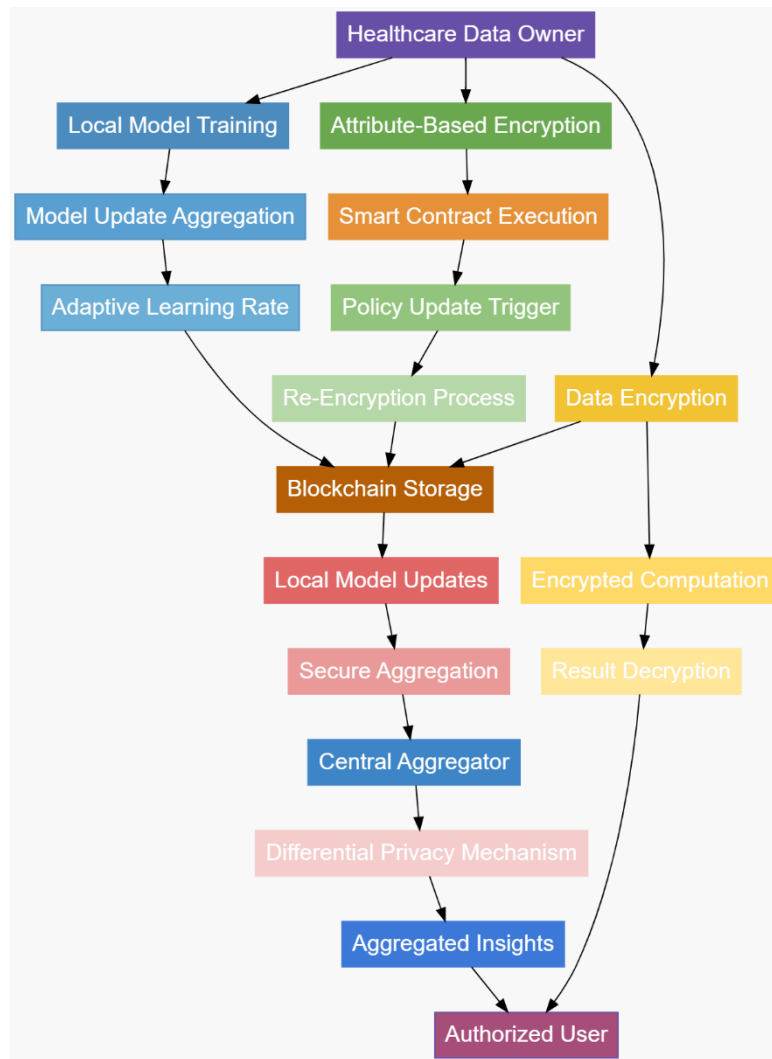 Healthcare Data Owner
Local Model Training
Attribute-Based Encryption
Model Update Aggregation
Smart Contract Execution
Adaptive Learning Rate
Policy Update Trigger
Re-Encryption Process
Data Encryption
Blockchain Storage
Local Model Updates
Encrypted Computation
Secure Aggregation
Result Decryption
Central Aggregator
Differential Privacy Mechanism
Aggregated Insights
Authorized User